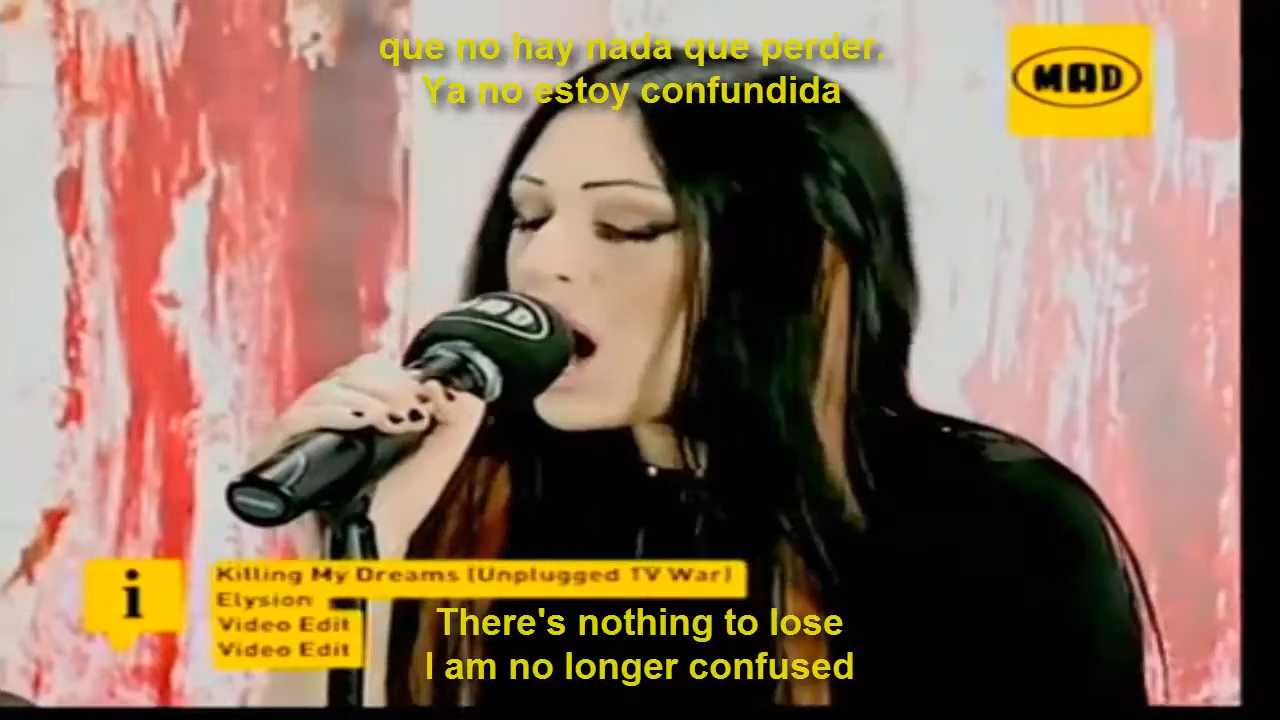 que no hay nada que perder.
Ya no estoy confundida
MAD
MAD
i
Killing My Dreams (Unplugged TV War)
Elysion
Video Edit
Video Edit
There's nothing to lose
I am no longer confused